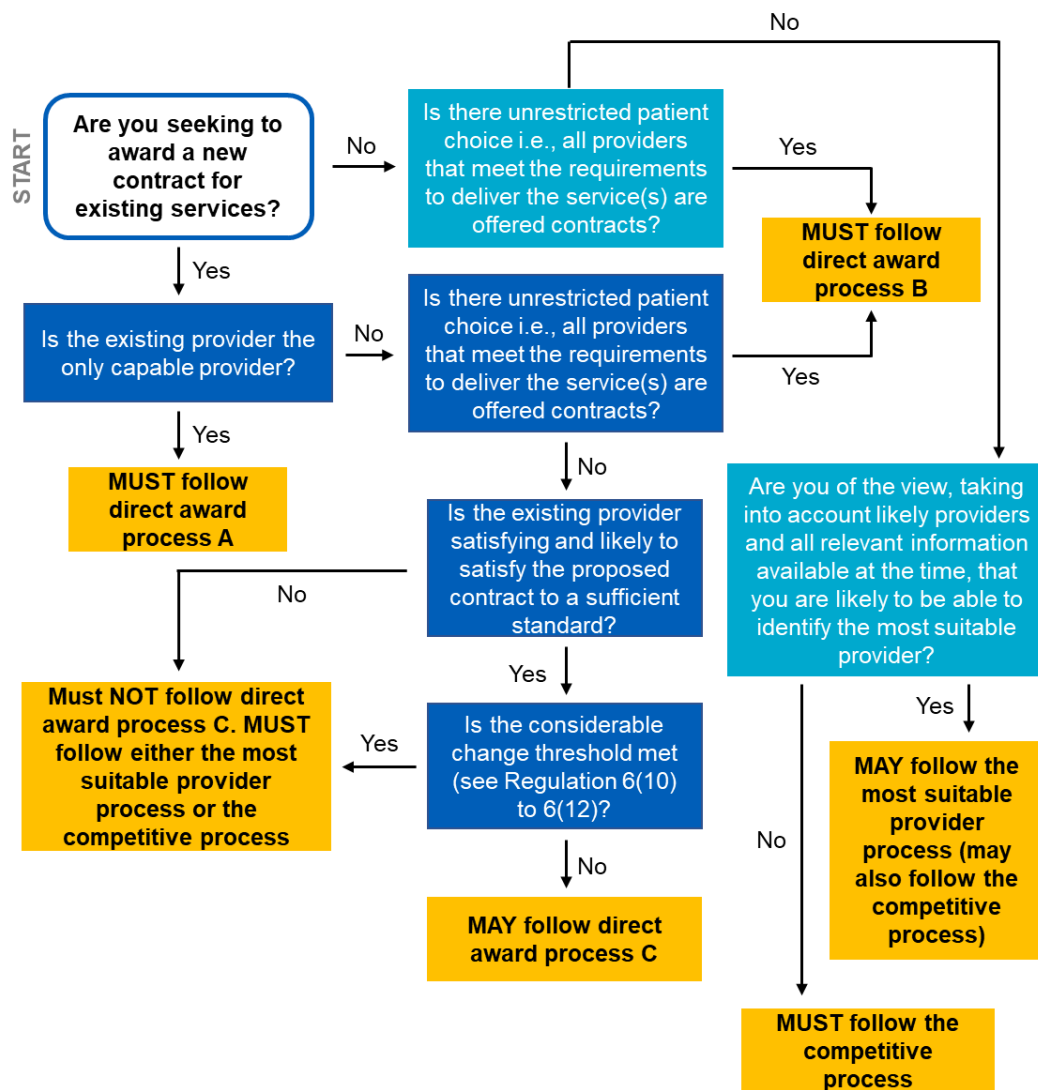 No
START
Are you seeking to
award a new
contract for
existing services?
No
Is there unrestricted patient
choice i.e., all providers
that meet the requirements
to deliver the service(s) are
offered contracts?
Yes
MUST follow
direct award
process B
Yes
Is the existing provider the
only capable provider?
No
Is there unrestricted patient
choice i.e., all providers
that meet the requirements
to deliver the service(s) are
offered contracts?
Yes
Yes
MUST follow
direct award
process A
No
Is the existing provider
satisfying and likely to
satisfy the proposed
contract to a sufficient
standard?
No
Are you of the view, taking
into account likely providers
and all relevant information
available at the time, that
you are likely to be able to
identify the most suitable
provider?
Yes
Must NOT follow direct
award process C. MUST
follow either the most
suitable provider
process or the
competitive process
Yes
Is the considerable
change threshold met
(see Regulation 6(10)
to 6(12)?
Yes
MAY follow the
most suitable
provider
process (may
also follow the
competitive
process)
No
No
MAY follow direct
award process C
MUST follow the
competitive
process